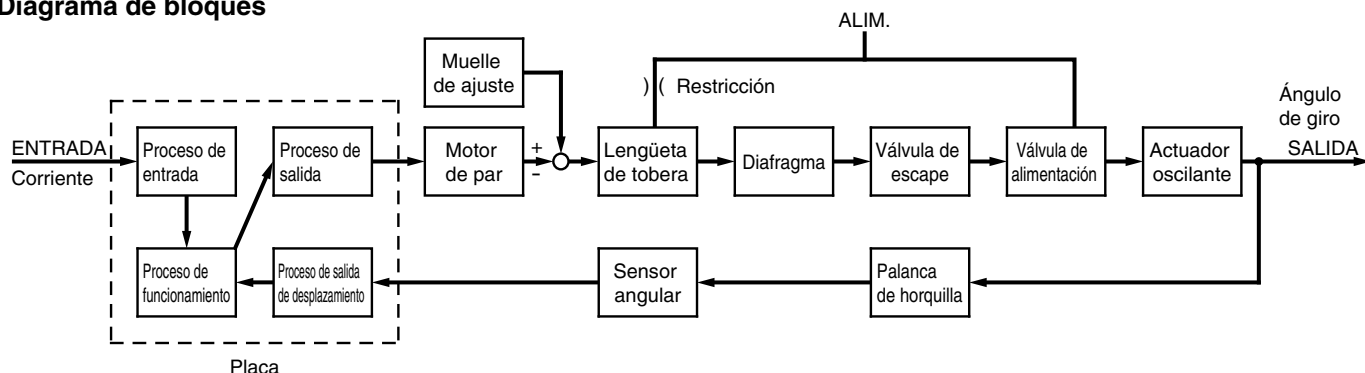 Diagrama de bloques
ALIM.
Muelle
de ajuste
) ( Restricción
Ángulo
de giro
ENTRADA
Corriente
Proceso de
entrada
Proceso de
salida
Motor
de par
+
-
Lengüeta
de tobera
Diafragma
Válvula de
escape
Válvula de
alimentación
Actuador
oscilante
SALIDA
Proceso de
funcionamiento
Proceso de salida
de desplazamiento
Sensor
angular
Palanca
de horquilla
Placa